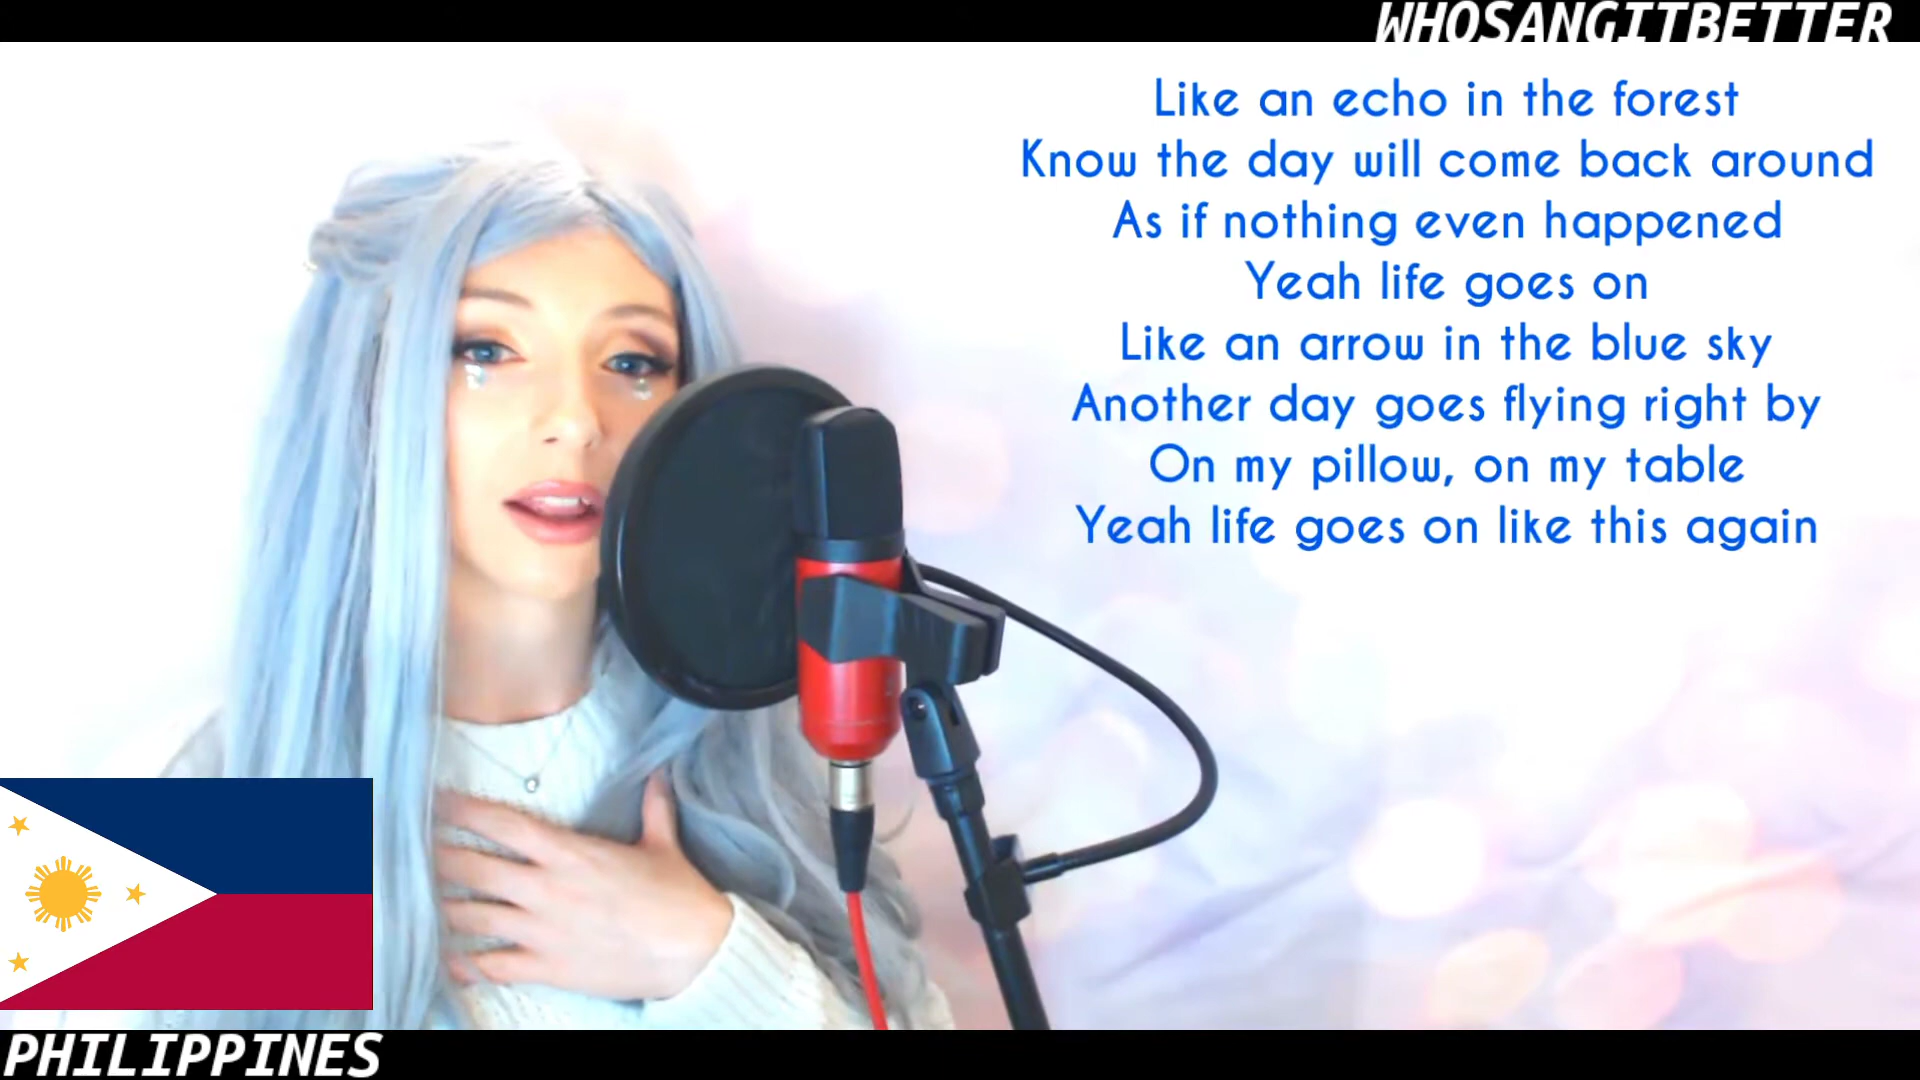 WHOSANGITBETTER
Like an echo in the forest
Know the day will come back around
As if nothing even happened
Yeah life goes on
Like an arrow in the blue sky
Another day goes flying right by
On my pillow, on my table
Yeah life goes on like this again
PHILIPPINES